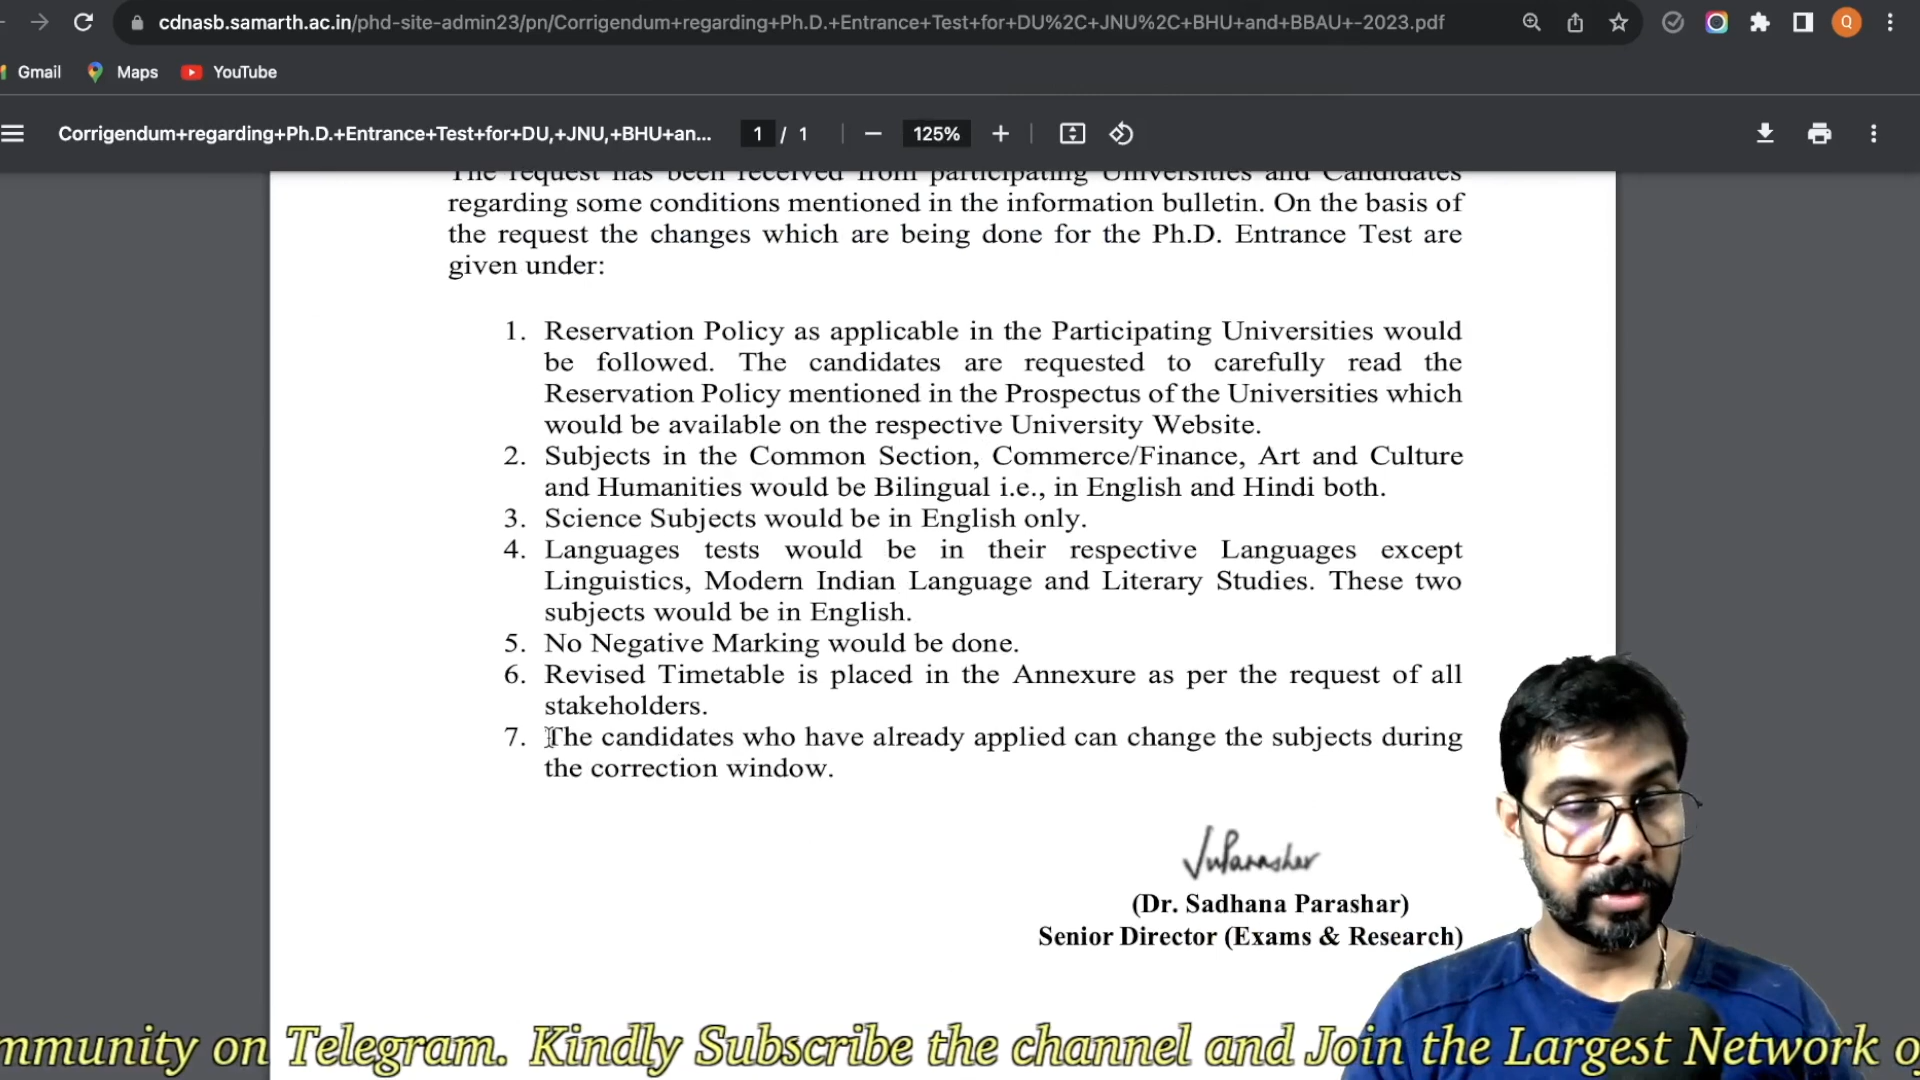 cdnasb.samarth.ac.in/phd-site-admin23/pn/Corrigendum+regarding+Ph.D.+Entrance+Test+for+DU%2C+JNU%2C+BHU+and+BBAU+-2023.pdf
Q
Gmail
Maps
YouTube
Corrigendum+regarding+Ph.D.+Entrance+Test+for+DU,+JNU,+BHU+an...
1 / 1
125%
The request has been received from participating Universities and Candidates
regarding some conditions mentioned in the information bulletin. On the basis of
the request the changes which are being done for the Ph.D. Entrance Test are
given under:
1. Reservation Policy as applicable in the Participating Universities would
be followed. The candidates are requested to carefully read the
Reservation Policy mentioned in the Prospectus of the Universities which
would be available on the respective University Website.
2. Subjects in the Common Section, Commerce/Finance, Art and Culture
and Humanities would be Bilingual i.e., in English and Hindi both.
3. Science Subjects would be in English only.
4. Languages tests would be in their respective Languages except
Linguistics, Modern Indian Language and Literary Studies. These two
subjects would be in English.
5. No Negative Marking would be done.
6. Revised Timetable is placed in the Annexure as per the request of all
stakeholders.
7. The candidates who have already applied can change the subjects during
the correction window.
(Dr. Sadhana Parashar)
Senior Director (Exams & Research)
mmunity on Telegram. Kindly Subscribe the channel and Join the Largest Network o